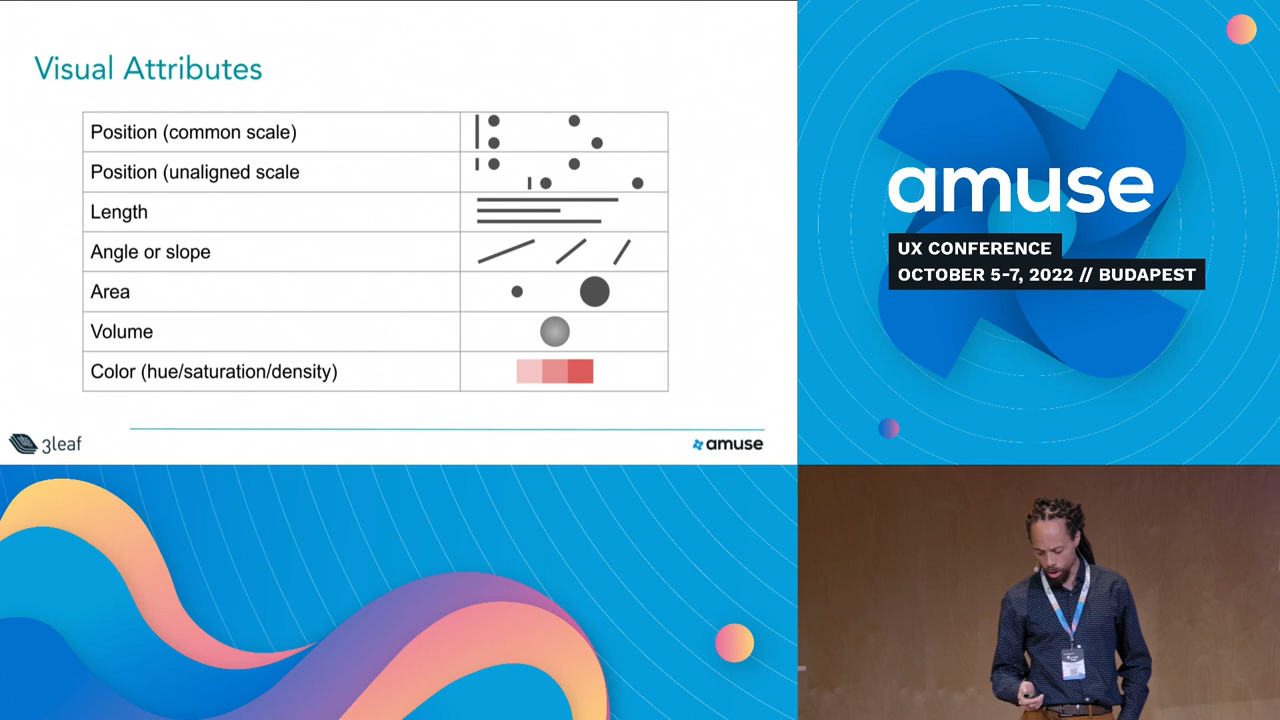 Visual Attributes
Position (common scale)
Position (unaligned scale
Length
Angle or slope
Area
Volume
Color (hue/saturation/density)
3leaf
amuse
amuse
UX CONFERENCE
OCTOBER 5-7, 2022 // BUDAPEST